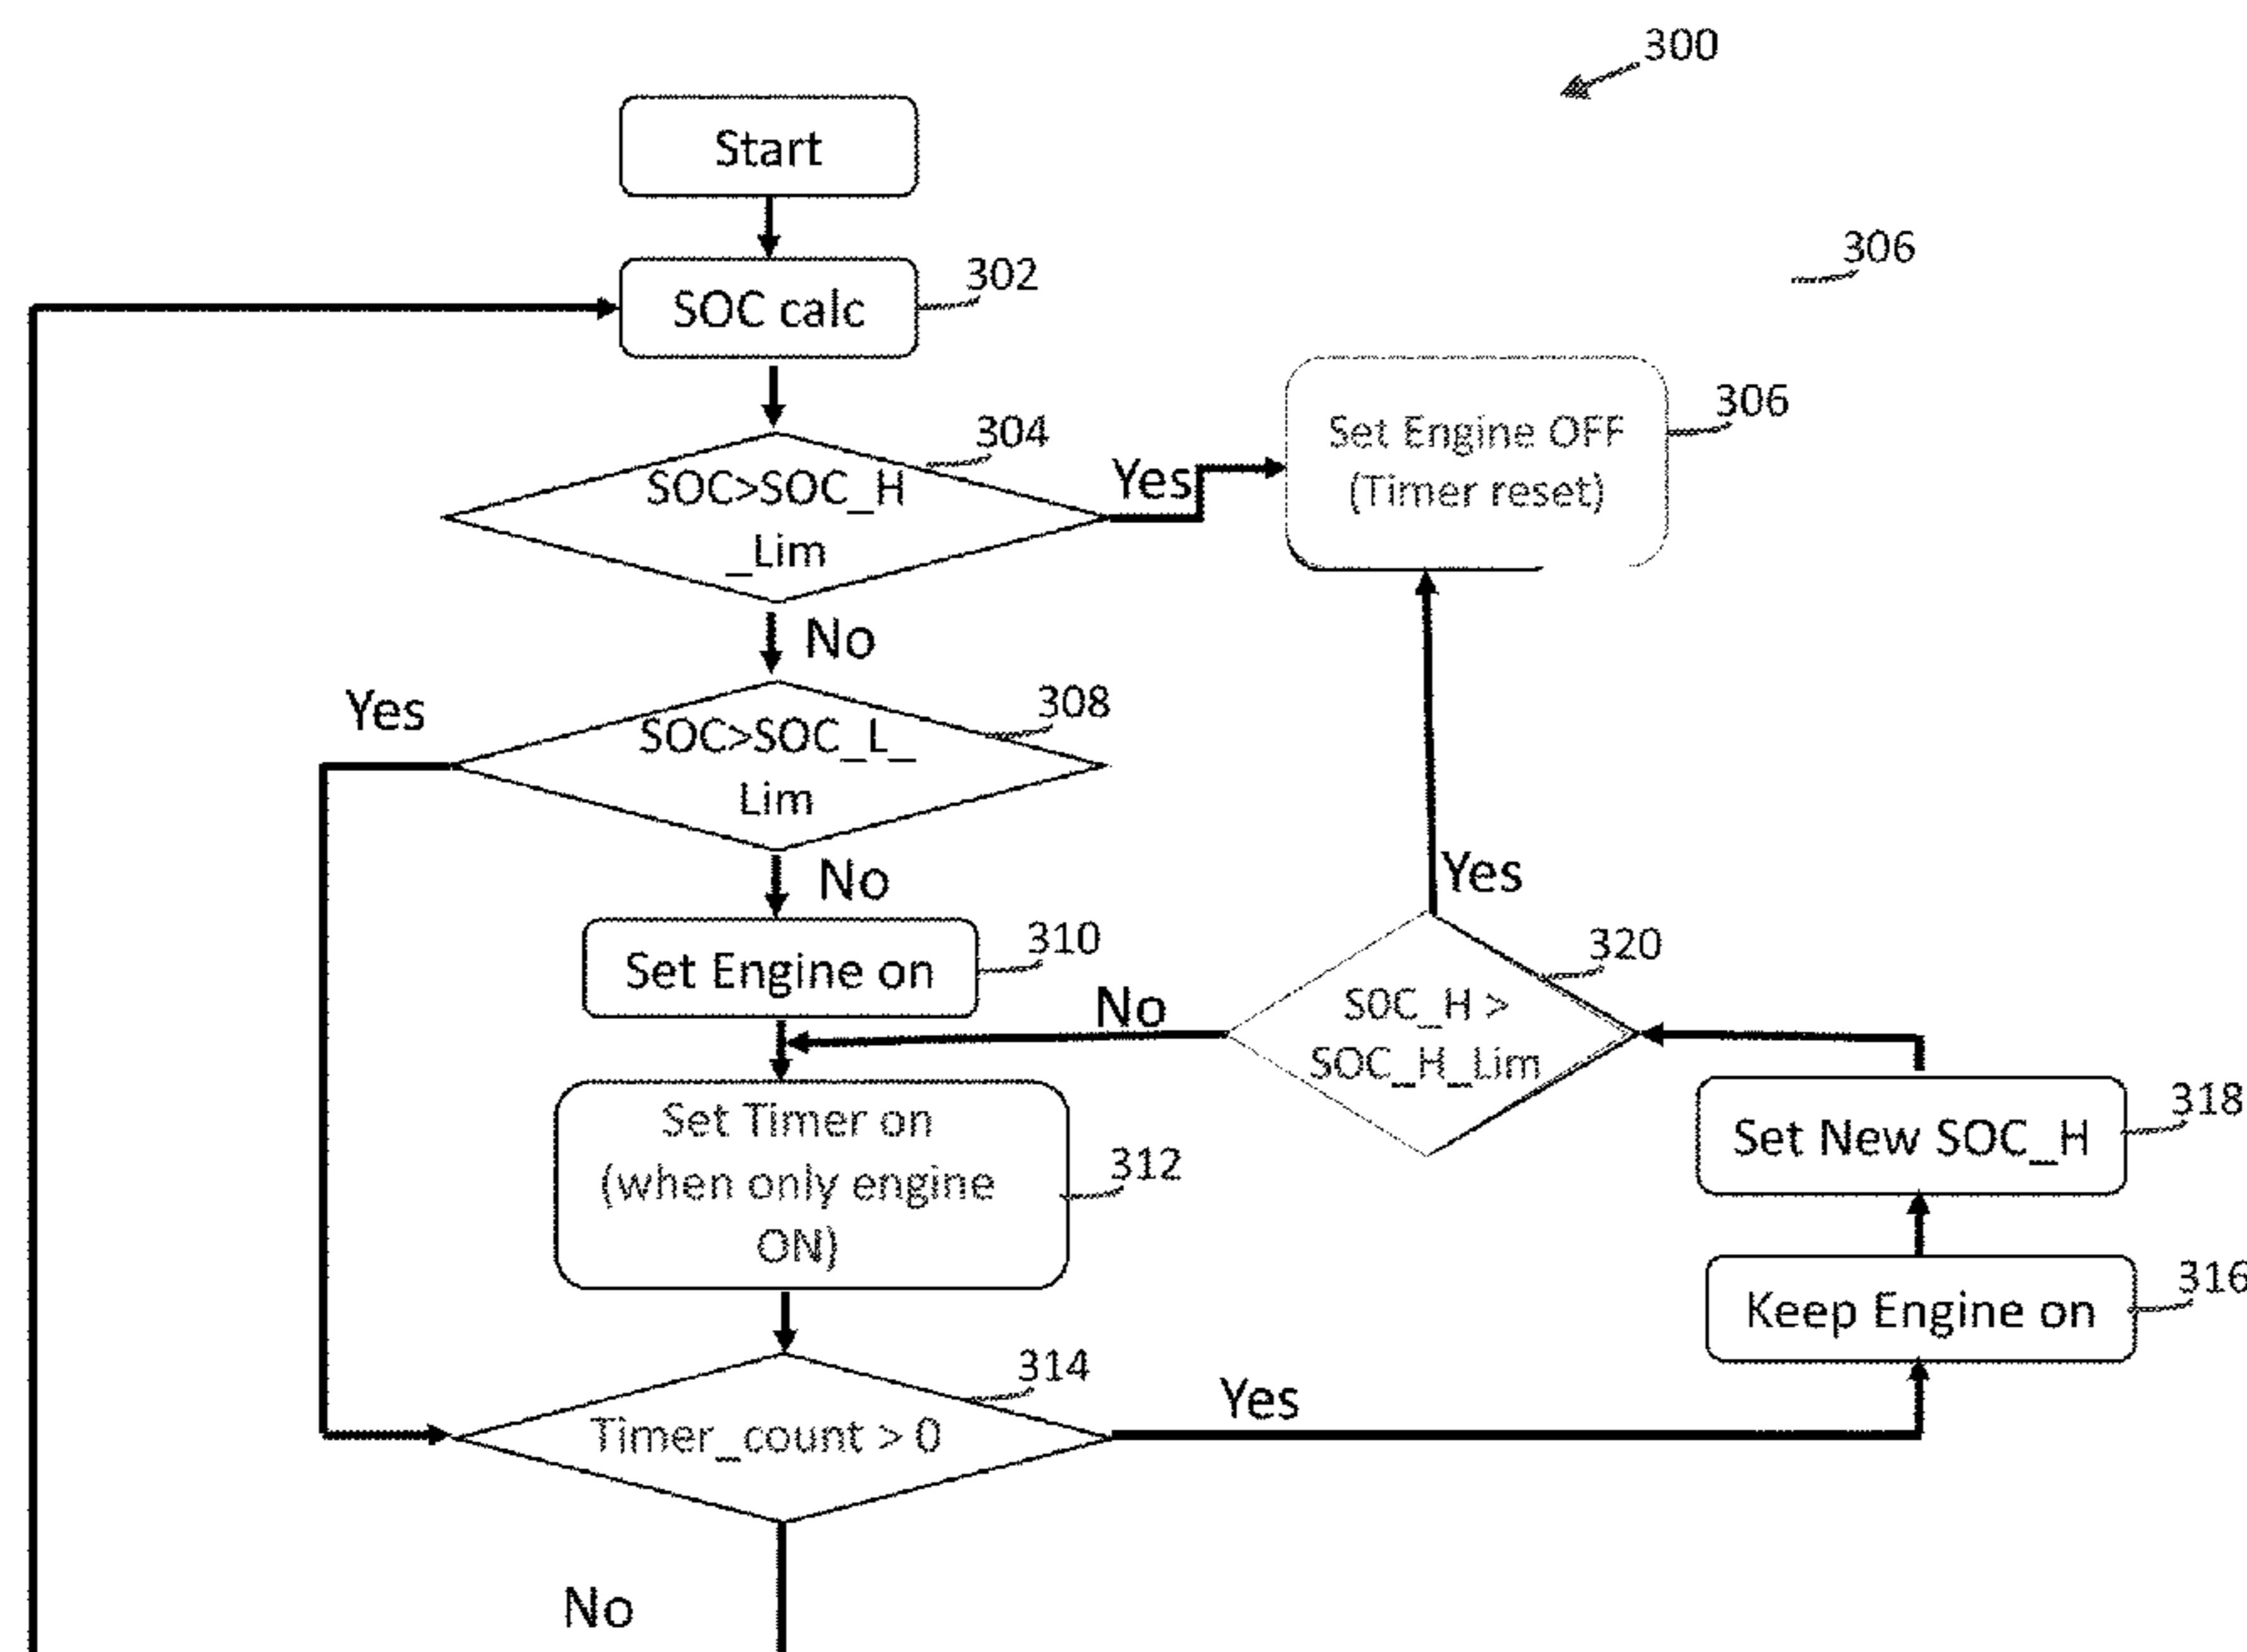 300
Start
302
SOC calc
306
304
SOC>SOC_H
_Lim
Yes
306
Set Engine OFF
(Timer reset)
No
Yes
308
SOC>SOC_L_
Lim
No
Yes
310
Set Engine on
320
SOC_H >
SOC_H_Lim
No
312
Set Timer on
(when only engine
ON)
318
Set New SOC_H
316
Keep Engine on
314
Timer_count > 0
Yes
No